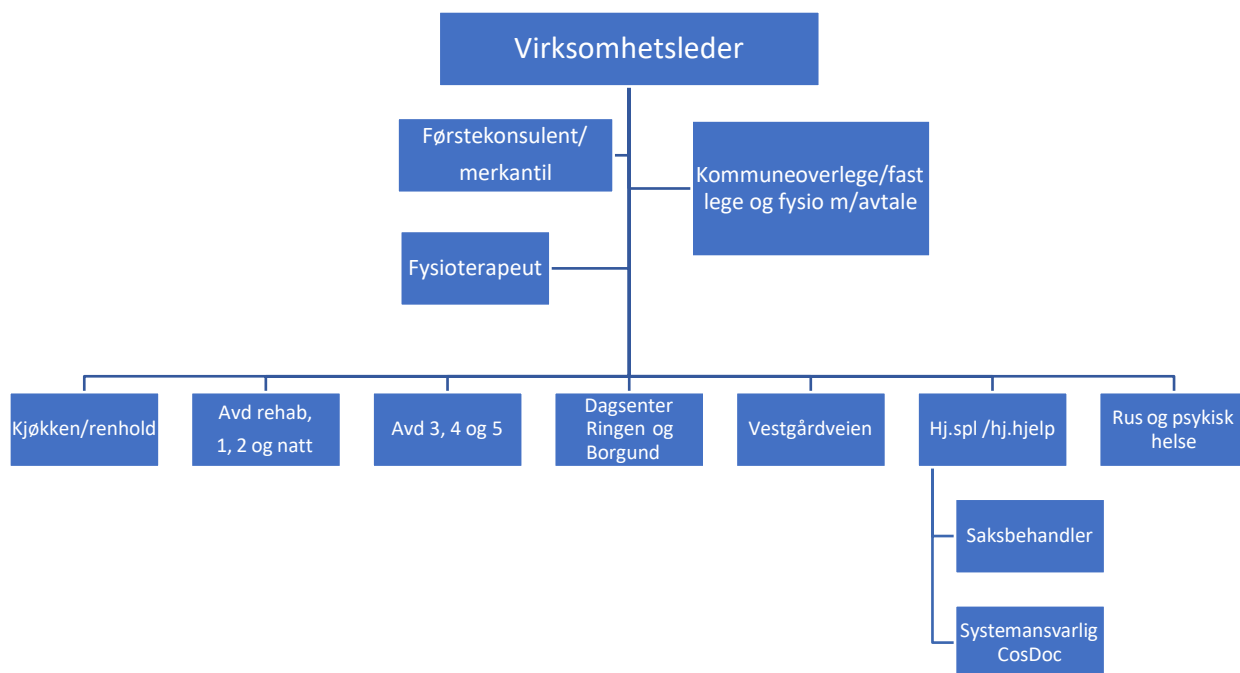 Virksomhetsleder
Førstekonsulent/
merkantil
Kommuneoverlege/fast
lege og fysio m/avtale
Fysioterapeut
Kjøkken/renhold
Avd rehab,
1, 2 og natt
Avd 3, 4 og 5
Dagsenter
Ringen og
Borgund
Vestgårdveien
Hj.spl /hj.hjelp
Rus og psykisk
helse
Saksbehandler
Systemansvarlig
CosDoc